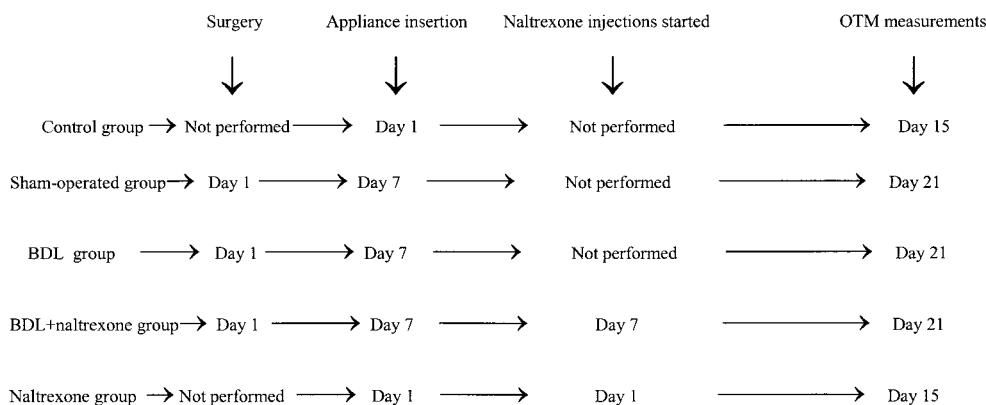 Surgery Appliance insertion Naltrexone injections started OTM measurements
Control group Not performed Day 1 Not performed Day 15
Sham-operated group Day 1 Day 7 Not performed Day 21
BDL group Day 1 Day 7 Not performed Day 21
BDL+naltrexone group Day 1 Day 7 Day 7 Day 21
Naltrexone group Not performed Day 1 Day 1 Day 15